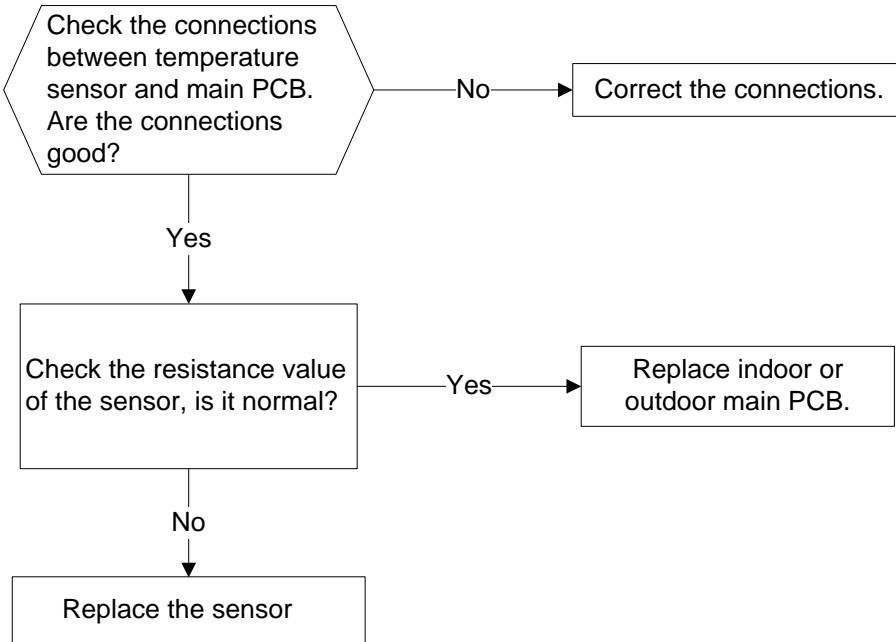 Check the connections
between temperature
sensor and main PCB.
Are the connections
good?
No
Correct the connections.
Yes
Check the resistance value
of the sensor, is it normal?
Yes
Replace indoor or
outdoor main PCB.
No
Replace the sensor